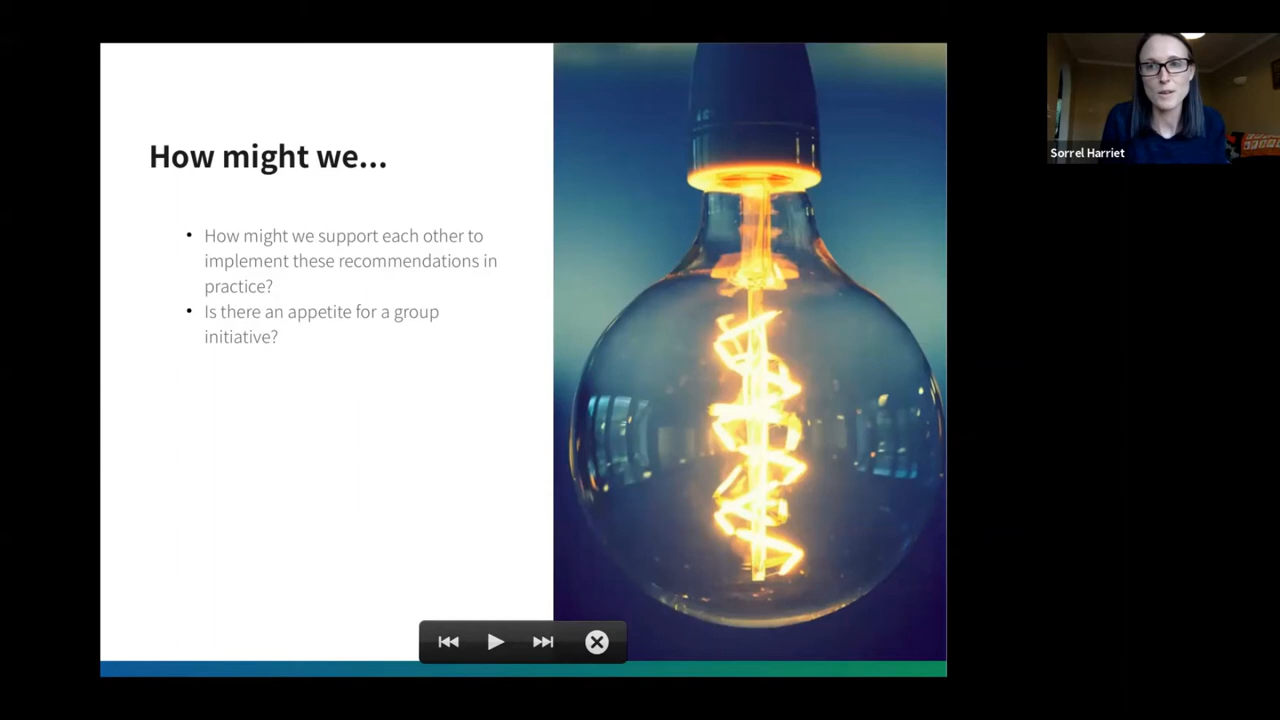 How might we...
• How might we support each other to
implement these recommendations in
practice?
• Is there an appetite for a group
initiative?
Sorrel Harriet